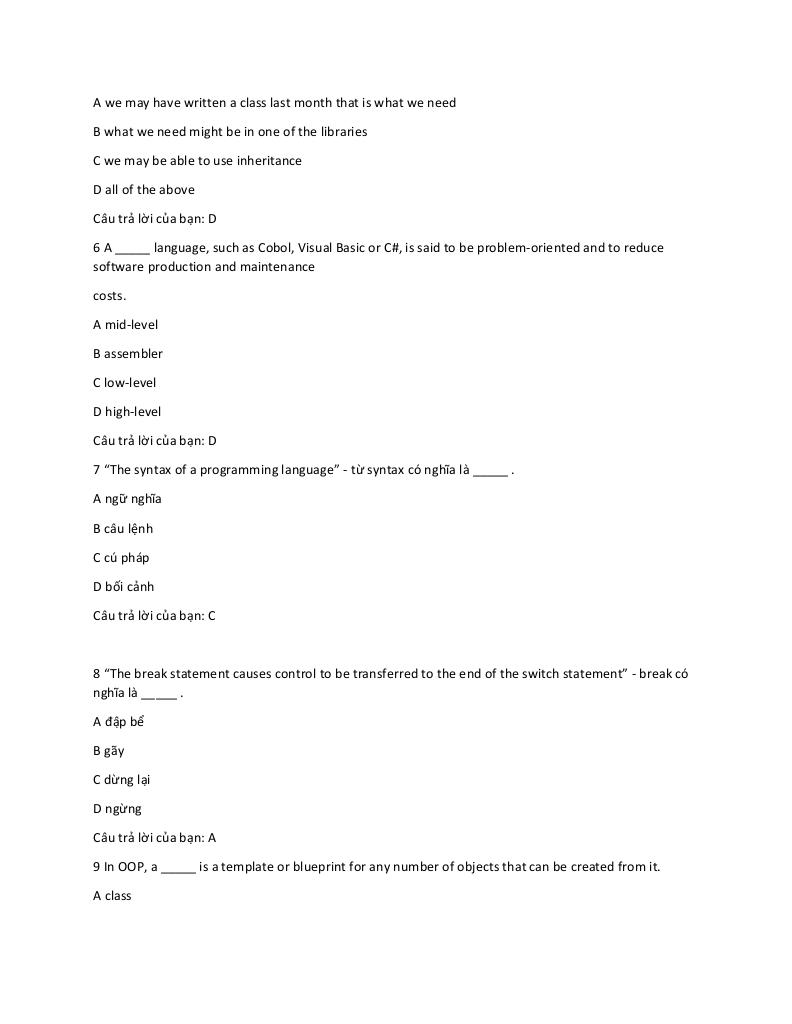 A we may have written a class last month that is what we need
B what we need might be in one of the libraries
C we may be able to use inheritance
D all of the above
Câu trả lời của bạn: D
6 A _____ language, such as Cobol, Visual Basic or C#, is said to be problem-oriented and to reduce
software production and maintenance
costs.
A mid-level
B assembler
C low-level
D high-level
Câu trả lời của bạn: D
7 “The syntax of a programming language” - từ syntax có nghĩa là _____ .
A ngữ nghĩa
B câu lệnh
C cú pháp
D bối cảnh
Câu trả lời của bạn: C
8 “The break statement causes control to be transferred to the end of the switch statement” - break có
nghĩa là _____ .
A đập bể
B gãy
C dừng lại
D ngừng
Câu trả lời của bạn: A
9 In OOP, a _____ is a template or blueprint for any number of objects that can be created from it.
A class